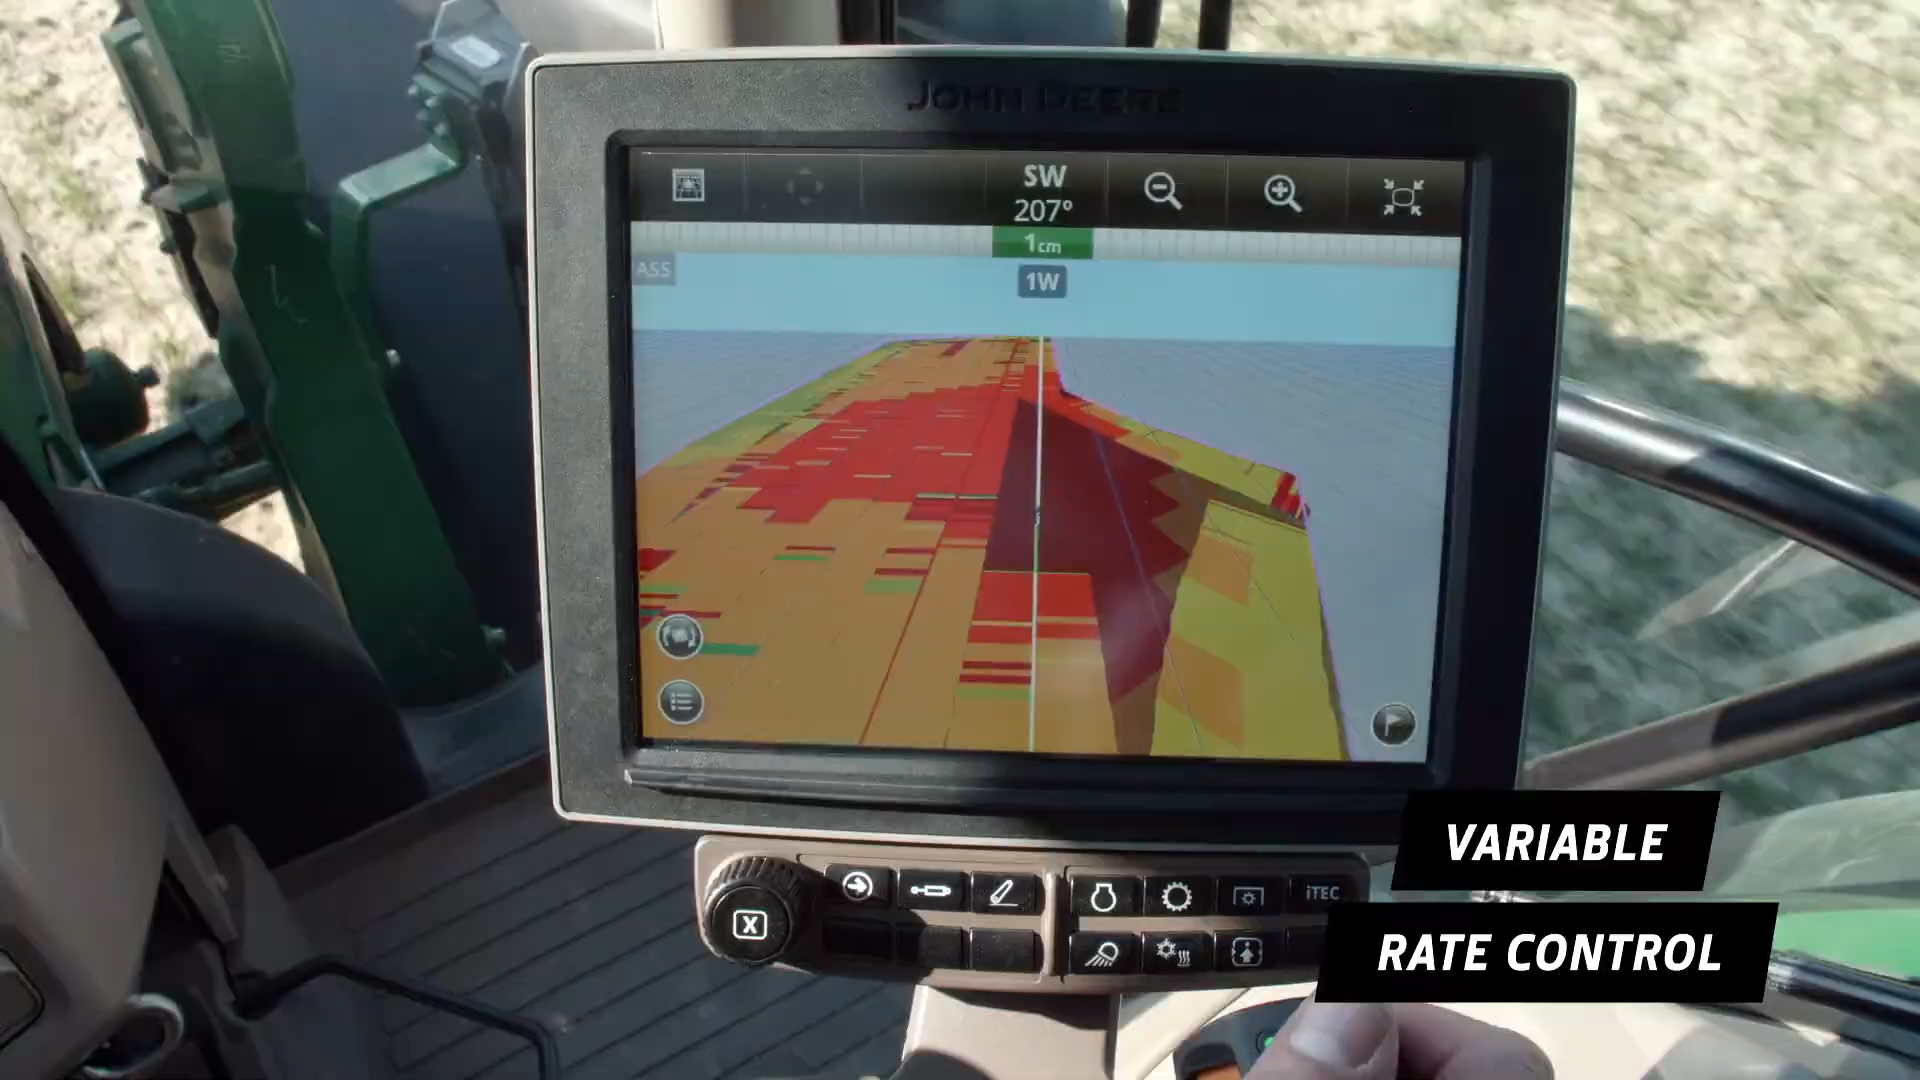 JOHN DEERE
SW
207°
1cm
ASS
1W
X
iTEC
VARIABLE
RATE CONTROL